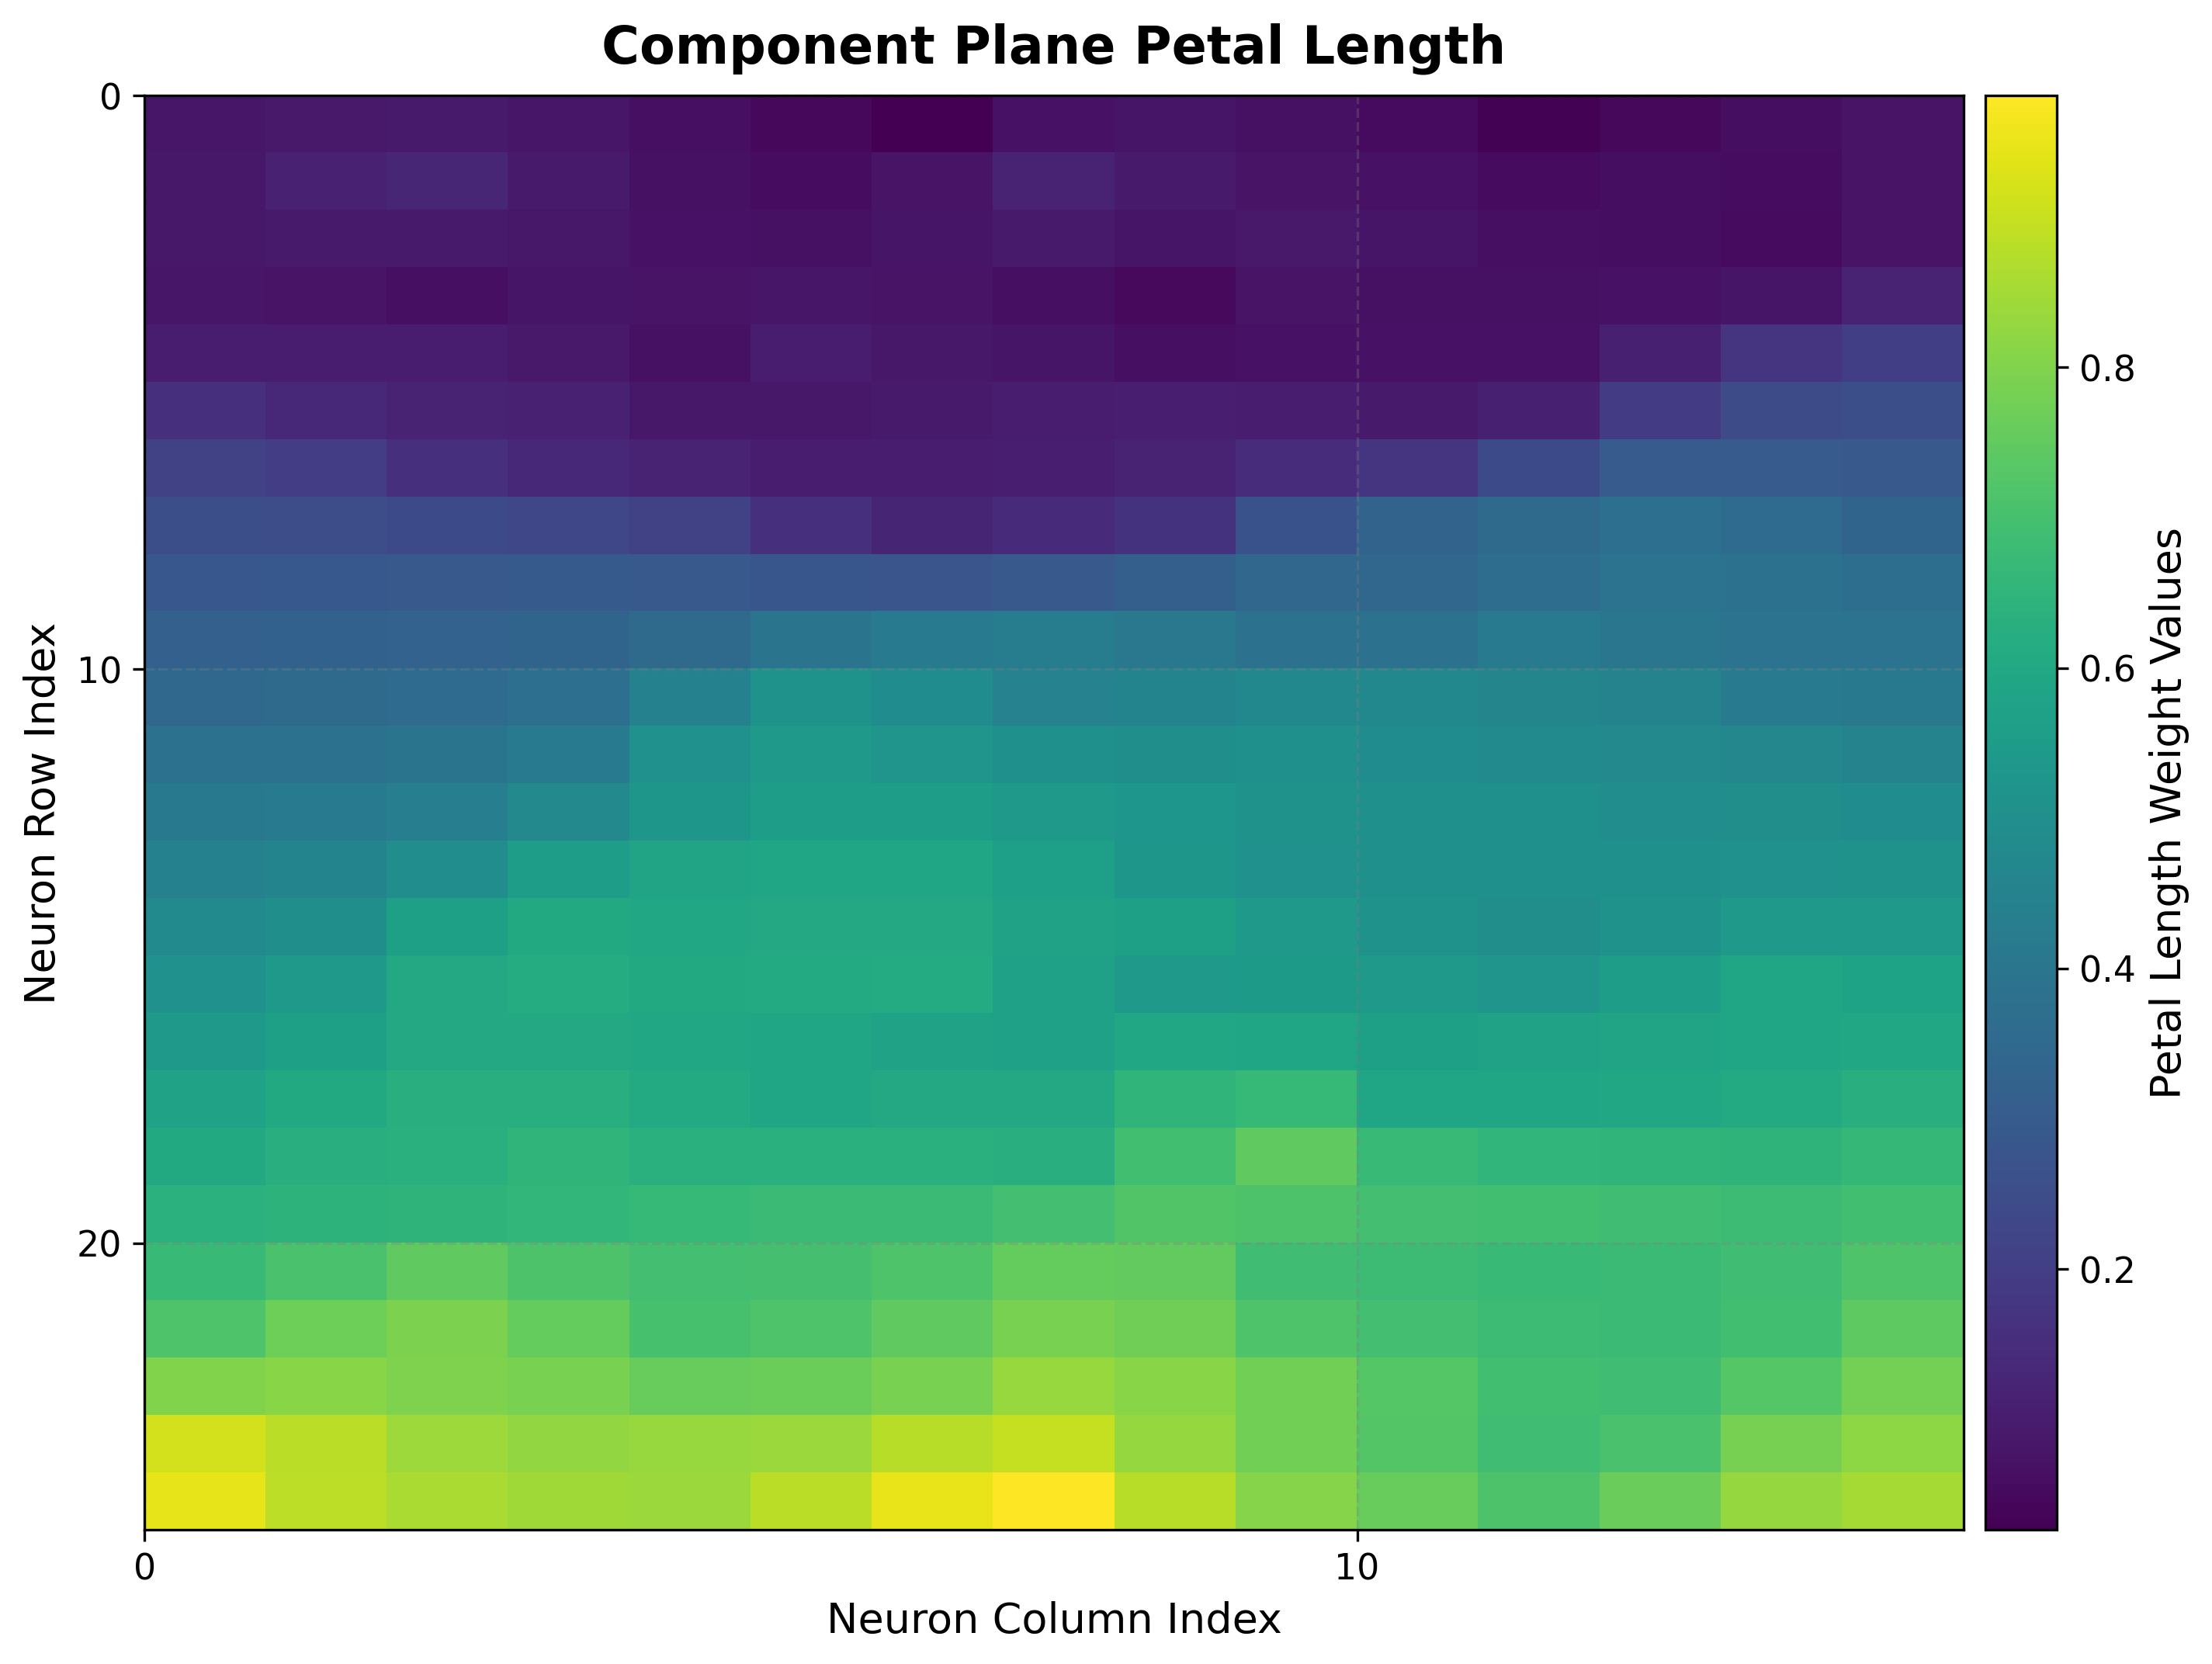 Component Plane Petal Length
0
10
20
Neuron Row Index
0
10
Neuron Column Index
0.8
0.6
0.4
0.2
Petal Length Weight Values